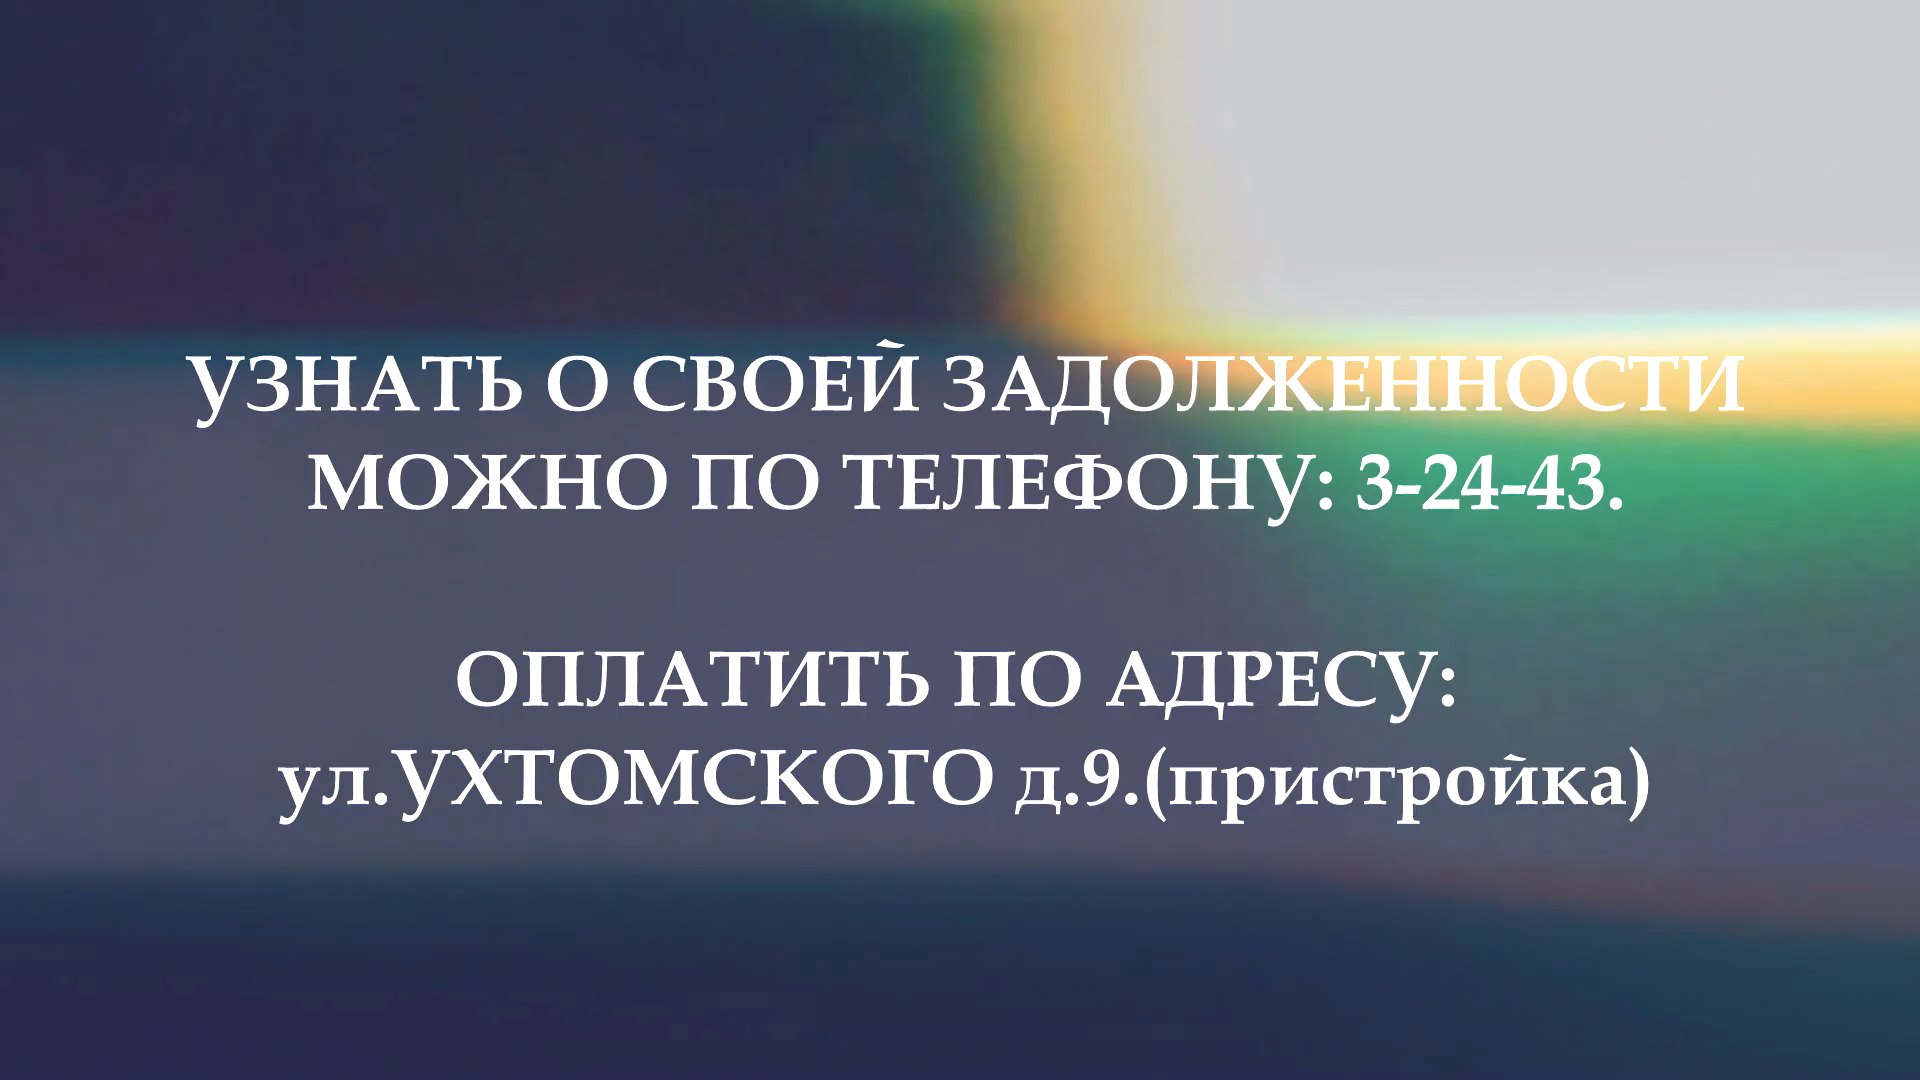 УЗНАТЬ О СВОЕЙ ЗАДОЛЖЕННОСТИ
МОЖНО ПО ТЕЛЕФОНУ: 3-24-43.
ОПЛАТИТЬ ПО АДРЕСУ:
ул.УХТОМСКОГО д.9.(пристройка)